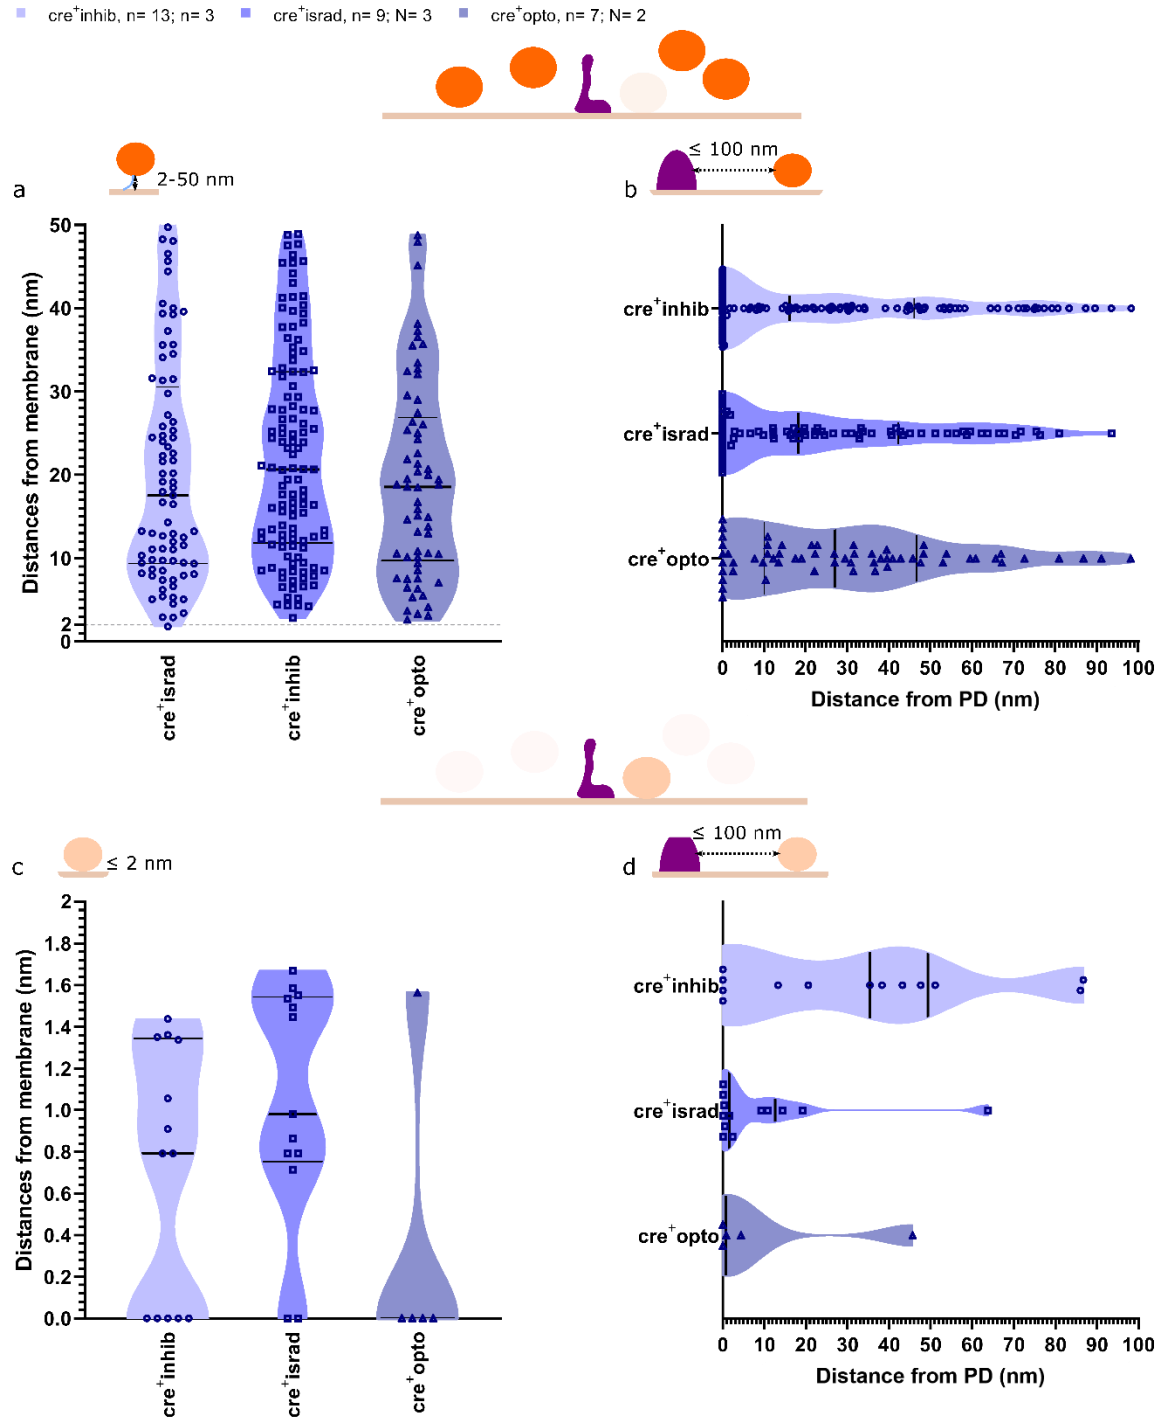 cre+inhib, n= 13; n= 3 cre+israd, n= 9; N= 3 cre+opto, n= 7; N= 2
a
2-50 nm
b
≤ 100 nm
Distances from membrane (nm)
50
40
30
20
10
2
0
cre+israd
cre+inhib
cre+opto
cre+inhib
cre+israd
cre+opto
0 10 20 30 40 50 60 70 80 90 100
Distance from PD (nm)
c
≤ 2 nm
d
≤ 100 nm
Distances from membrane (nm)
2
1.8
1.6
1.4
1.2
1.0
0.8
0.6
0.4
0.2
0.0
cre+inhib
cre+israd
cre+opto
cre+inhib
cre+israd
cre+opto
0 10 20 30 40 50 60 70 80 90 100
Distance from PD (nm)